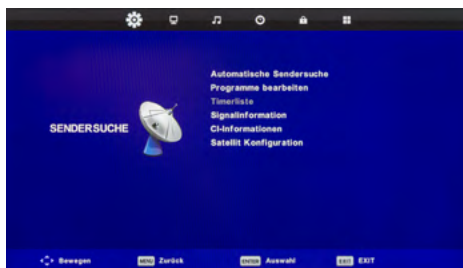 Automatische Sendersuche
Programme bearbeiten
Timerliste
Signalinformation
CI-Informationen
Satellit Konfiguration
SENDERSUCHE
Bewegen MENU Zurück ENTER Auswahl EXIT EXIT